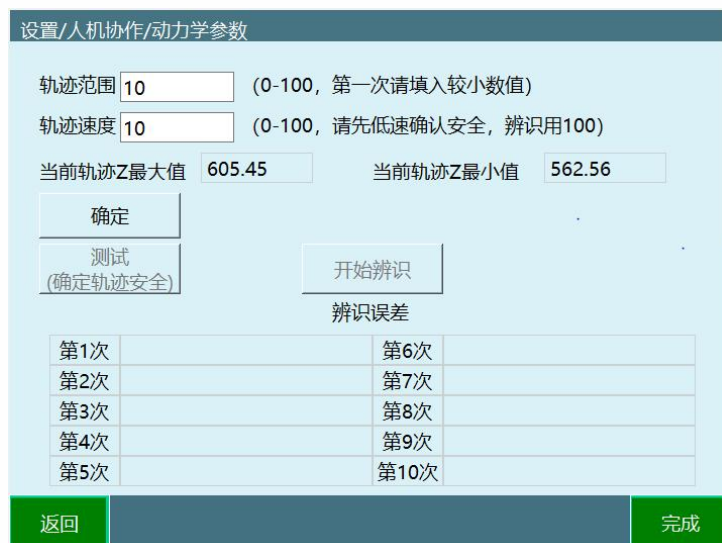 设置/人机协作/动力学参数
轨迹范围 10 (0-100，第一次请填入较小数值)
轨迹速度 10 (0-100，请先低速确认安全，辨识用100)
当前轨迹Z最大值 605.45 当前轨迹Z最小值 562.56
确定
测试
(确定轨迹安全) 开始辨识
辨识误差
第1次 第6次
第2次 第7次
第3次 第8次
第4次 第9次
第5次 第10次
返回 完成